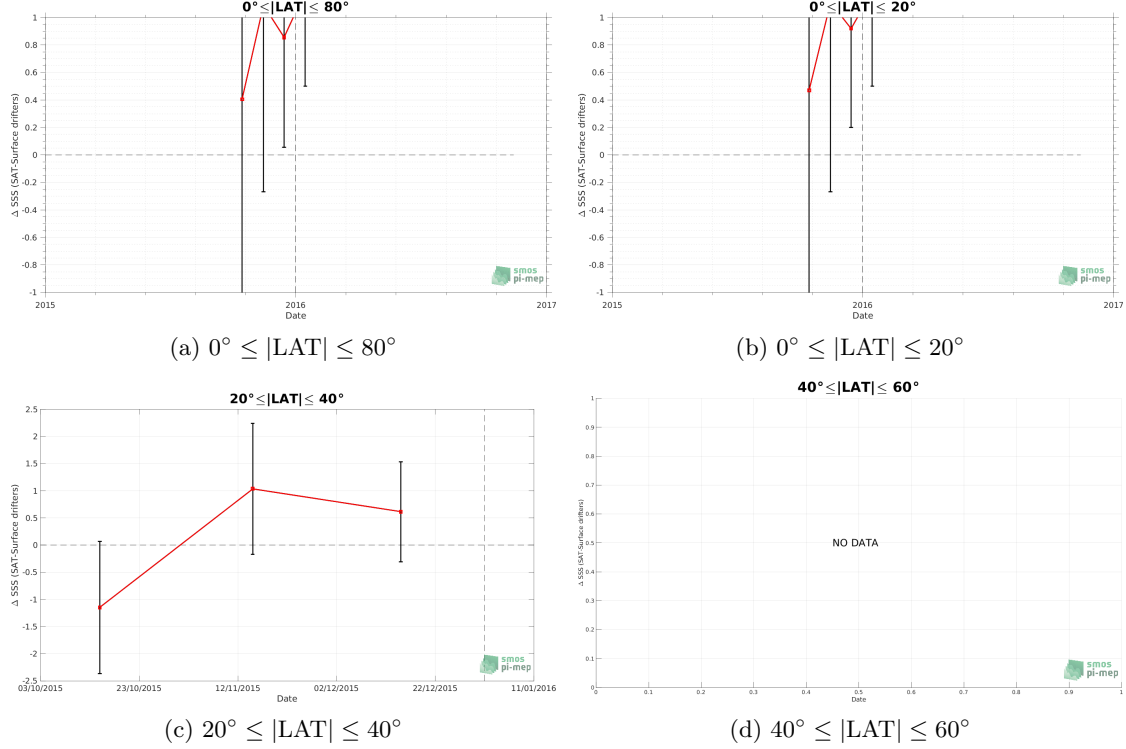 0°≤|LAT|≤ 80°
1
0.8
0.6
0.4
0.2
0
-0.2
-0.4
-0.6
-0.8
-1
Δ SSS (SAT-Surface drifters)
2015
2016
2017
Date
smos
pi-mep
(a) 0° ≤ |LAT| ≤ 80°
0°≤|LAT|≤ 20°
1
0.8
0.6
0.4
0.2
0
-0.2
-0.4
-0.6
-0.8
-1
Δ SSS (SAT-Surface drifters)
2015
2016
2017
Date
smos
pi-mep
(b) 0° ≤ |LAT| ≤ 20°
20°≤|LAT|≤ 40°
2.5
2
1.5
1
0.5
0
-0.5
-1
-1.5
-2
-2.5
Δ SSS (SAT-Surface drifters)
03/10/2015
23/10/2015
12/11/2015
02/12/2015
22/12/2015
11/01/2016
Date
smos
pi-mep
(c) 20° ≤ |LAT| ≤ 40°
40°≤|LAT|≤ 60°
1
0.9
0.8
0.7
0.6
0.5
0.4
0.3
0.2
0.1
0
Δ SSS (SAT-Surface drifters)
NO DATA
0
0.1
0.2
0.3
0.4
0.5
0.6
0.7
0.8
0.9
1
Date
smos
pi-mep
(d) 40° ≤ |LAT| ≤ 60°